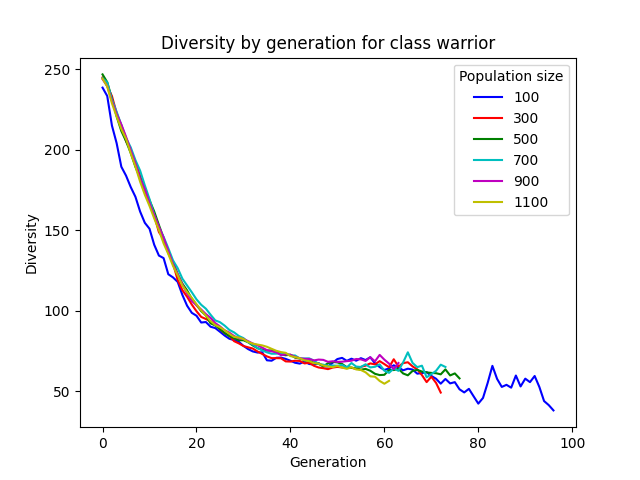 Diversity by generation for class warrior
Population size
100
300
500
700
900
1100
250
200
150
100
50
Diversity
0 20 40 60 80 100
Generation